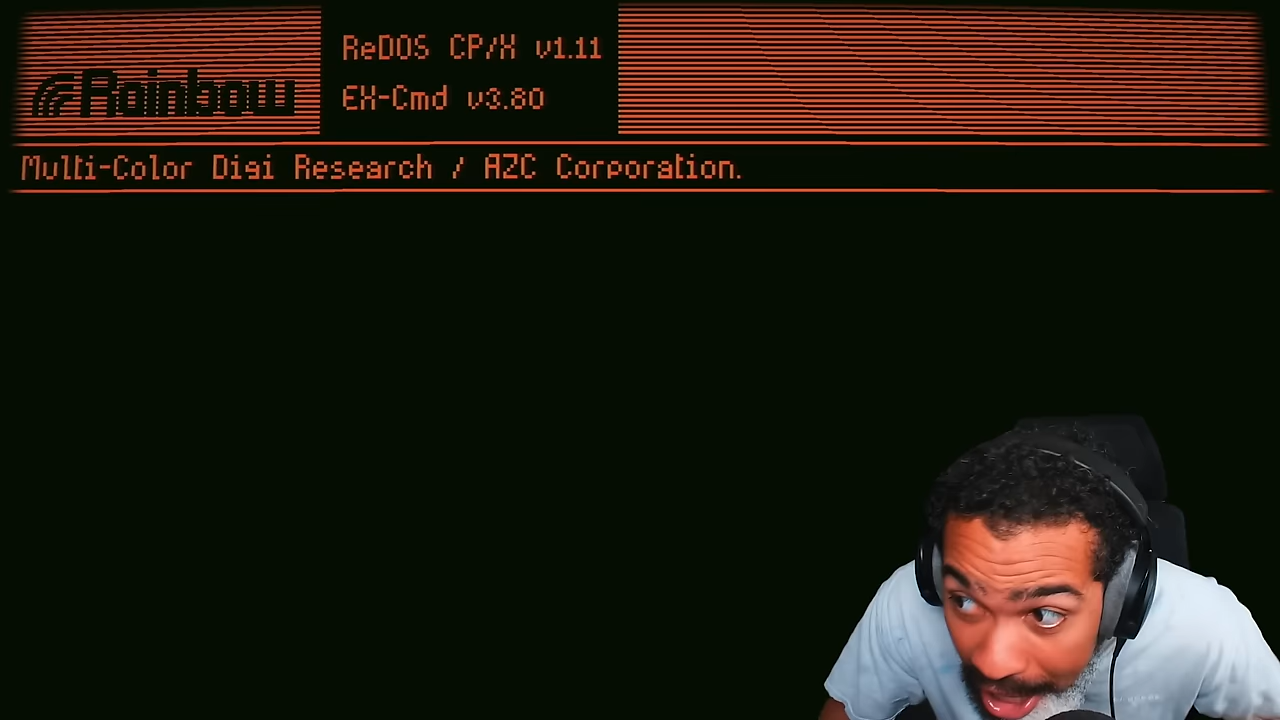 Rainbow
ReDOS CP/X v1.11
EX-Cmd v3.80
Multi-Color Digi Research / AZC Corporation.